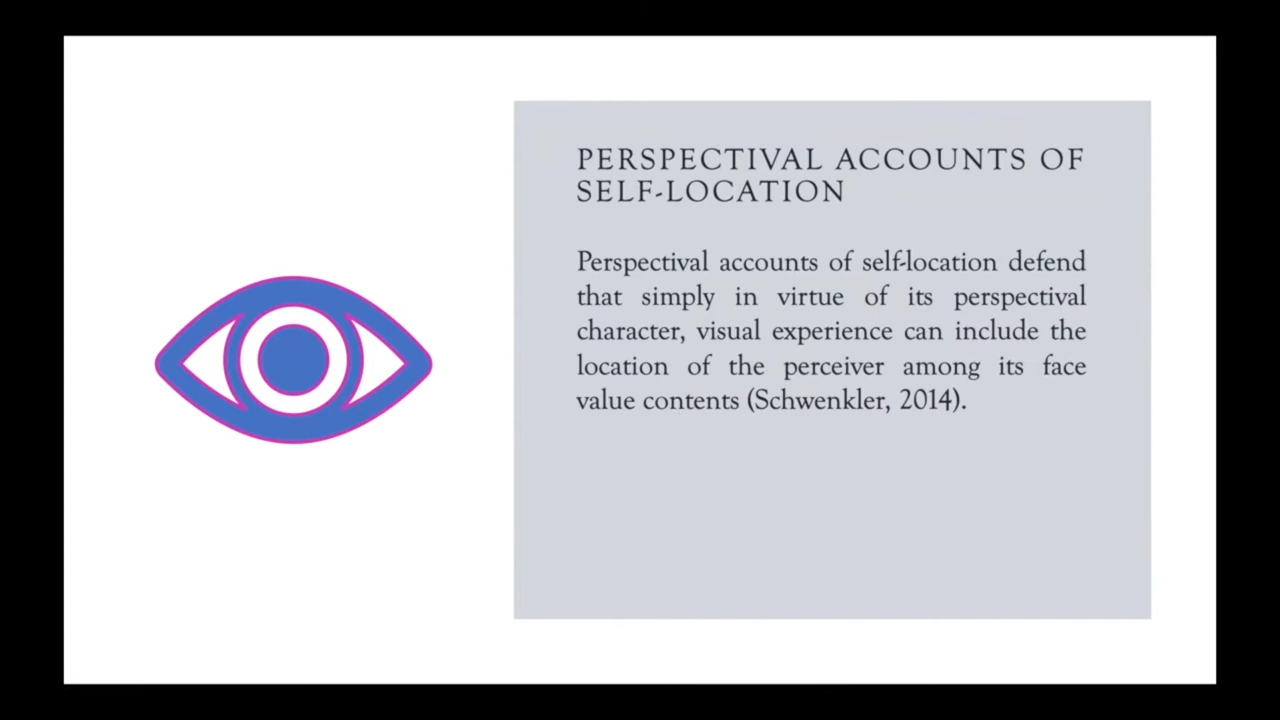 PERSPECTIVAL ACCOUNTS OF
SELF-LOCATION
Perspectival accounts of self-location defend
that simply in virtue of its perspectival
character, visual experience can include the
location of the perceiver among its face
value contents (Schwenkler, 2014).